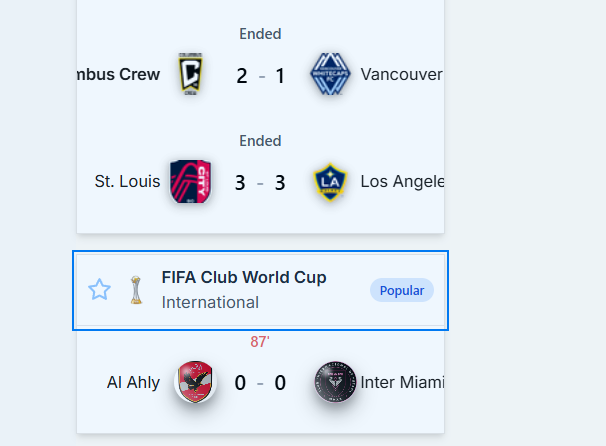 Ended
mbus Crew 2 - 1 Vancouver
Ended
St. Louis 3 - 3 Los Angele
FIFA Club World Cup
International
Popular
87'
Al Ahly 0 - 0 Inter Miami